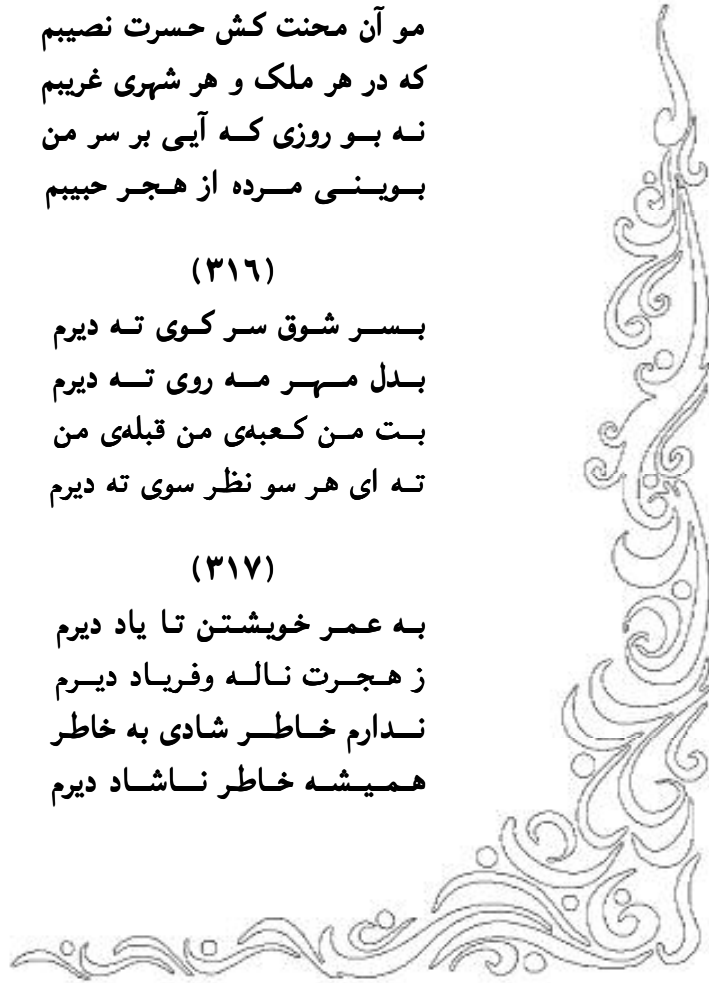 مو آن محنت کش حسرت نصیبم
که در هر ملک و هر شهری غریبم
نه بو روزی که آیی بر سر من
بوینی مرده از هجر حبیبم
(٣١٦)
بسر شوق سر کوی ته دیرم
بدل مهر مه روی ته دیرم
بت من کعبه‌ی من قبله‌ی من
ته ای هر سو نظر سوی ته دیرم
(٣١٧)
به عمر خویشتن تا یاد دیرم
ز هجرت ناله وفریاد دیرم
ندارم خاطر شادی به خاطر
همیشه خاطر ناشاد دیرم